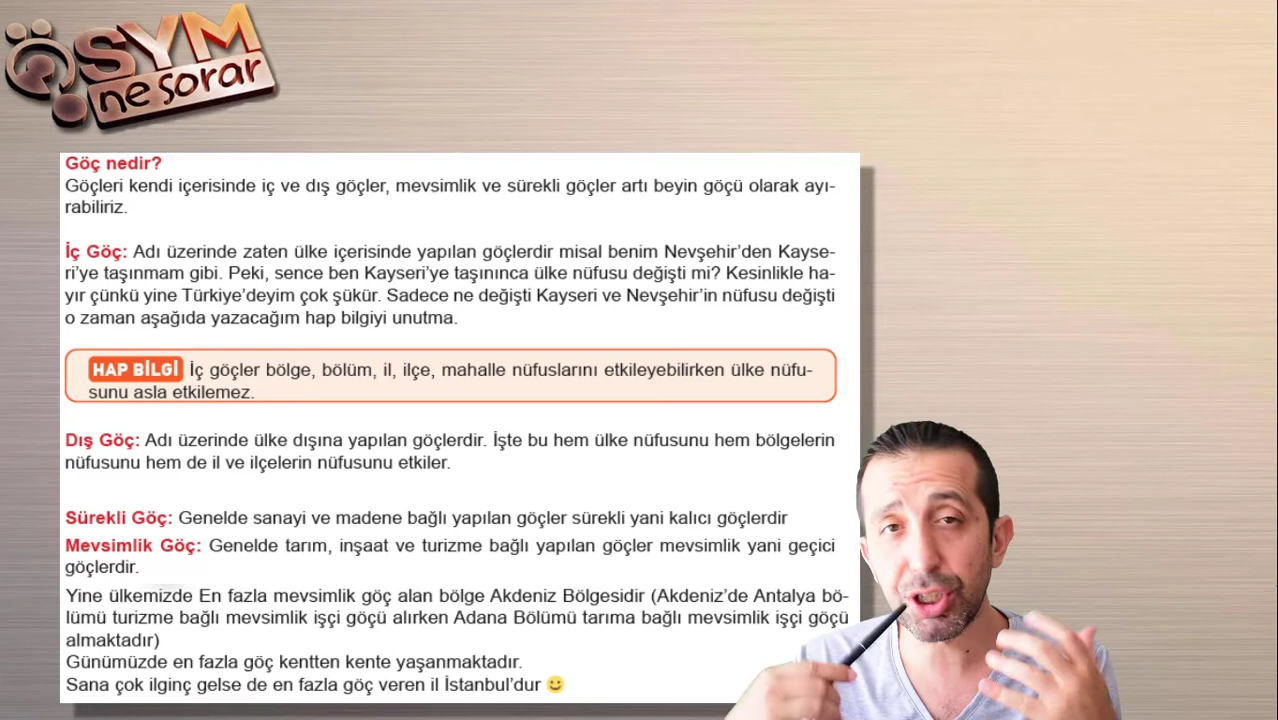 ÖSYM
ne sorar
Göç nedir?
Göçleri kendi içerisinde iç ve dış göçler, mevsimlik ve sürekli göçler artı beyin göçü olarak ayı-
rabiliriz.
İç Göç: Adı üzerinde zaten ülke içerisinde yapılan göçlerdir misal benim Nevşehir’den Kayse-
ri’ye taşınmam gibi. Peki, sence ben Kayseri’ye taşınınca ülke nüfusu değişti mi? Kesinlikle ha-
yır çünkü yine Türkiye’deyim çok şükür. Sadece ne değişti Kayseri ve Nevşehir’in nüfusu değişti
o zaman aşağıda yazacağım hap bilgiyi unutma.
HAP BİLGİ İç göçler bölge, bölüm, il, ilçe, mahalle nüfuslarını etkileyebilirken ülke nüfu-
sunu asla etkilemez.
Dış Göç: Adı üzerinde ülke dışına yapılan göçlerdir. İşte bu hem ülke nüfusunu hem bölgelerin
nüfusunu hem de il ve ilçelerin nüfusunu etkiler.
Sürekli Göç: Genelde sanayi ve madene bağlı yapılan göçler sürekli yani kalıcı göçlerdir
Mevsimlik Göç: Genelde tarım, inşaat ve turizme bağlı yapılan göçler mevsimlik yani geçici
göçlerdir.
Yine ülkemizde En fazla mevsimlik göç alan bölge Akdeniz Bölgesidir (Akdeniz’de Antalya bö-
lümü turizme bağlı mevsimlik işçi göçü alırken Adana Bölümü tarıma bağlı mevsimlik işçi göçü
almaktadır)
Günümüzde en fazla göç kentten kente yaşanmaktadır.
Sana çok ilginç gelse de en fazla göç veren il İstanbul’dur 🙂